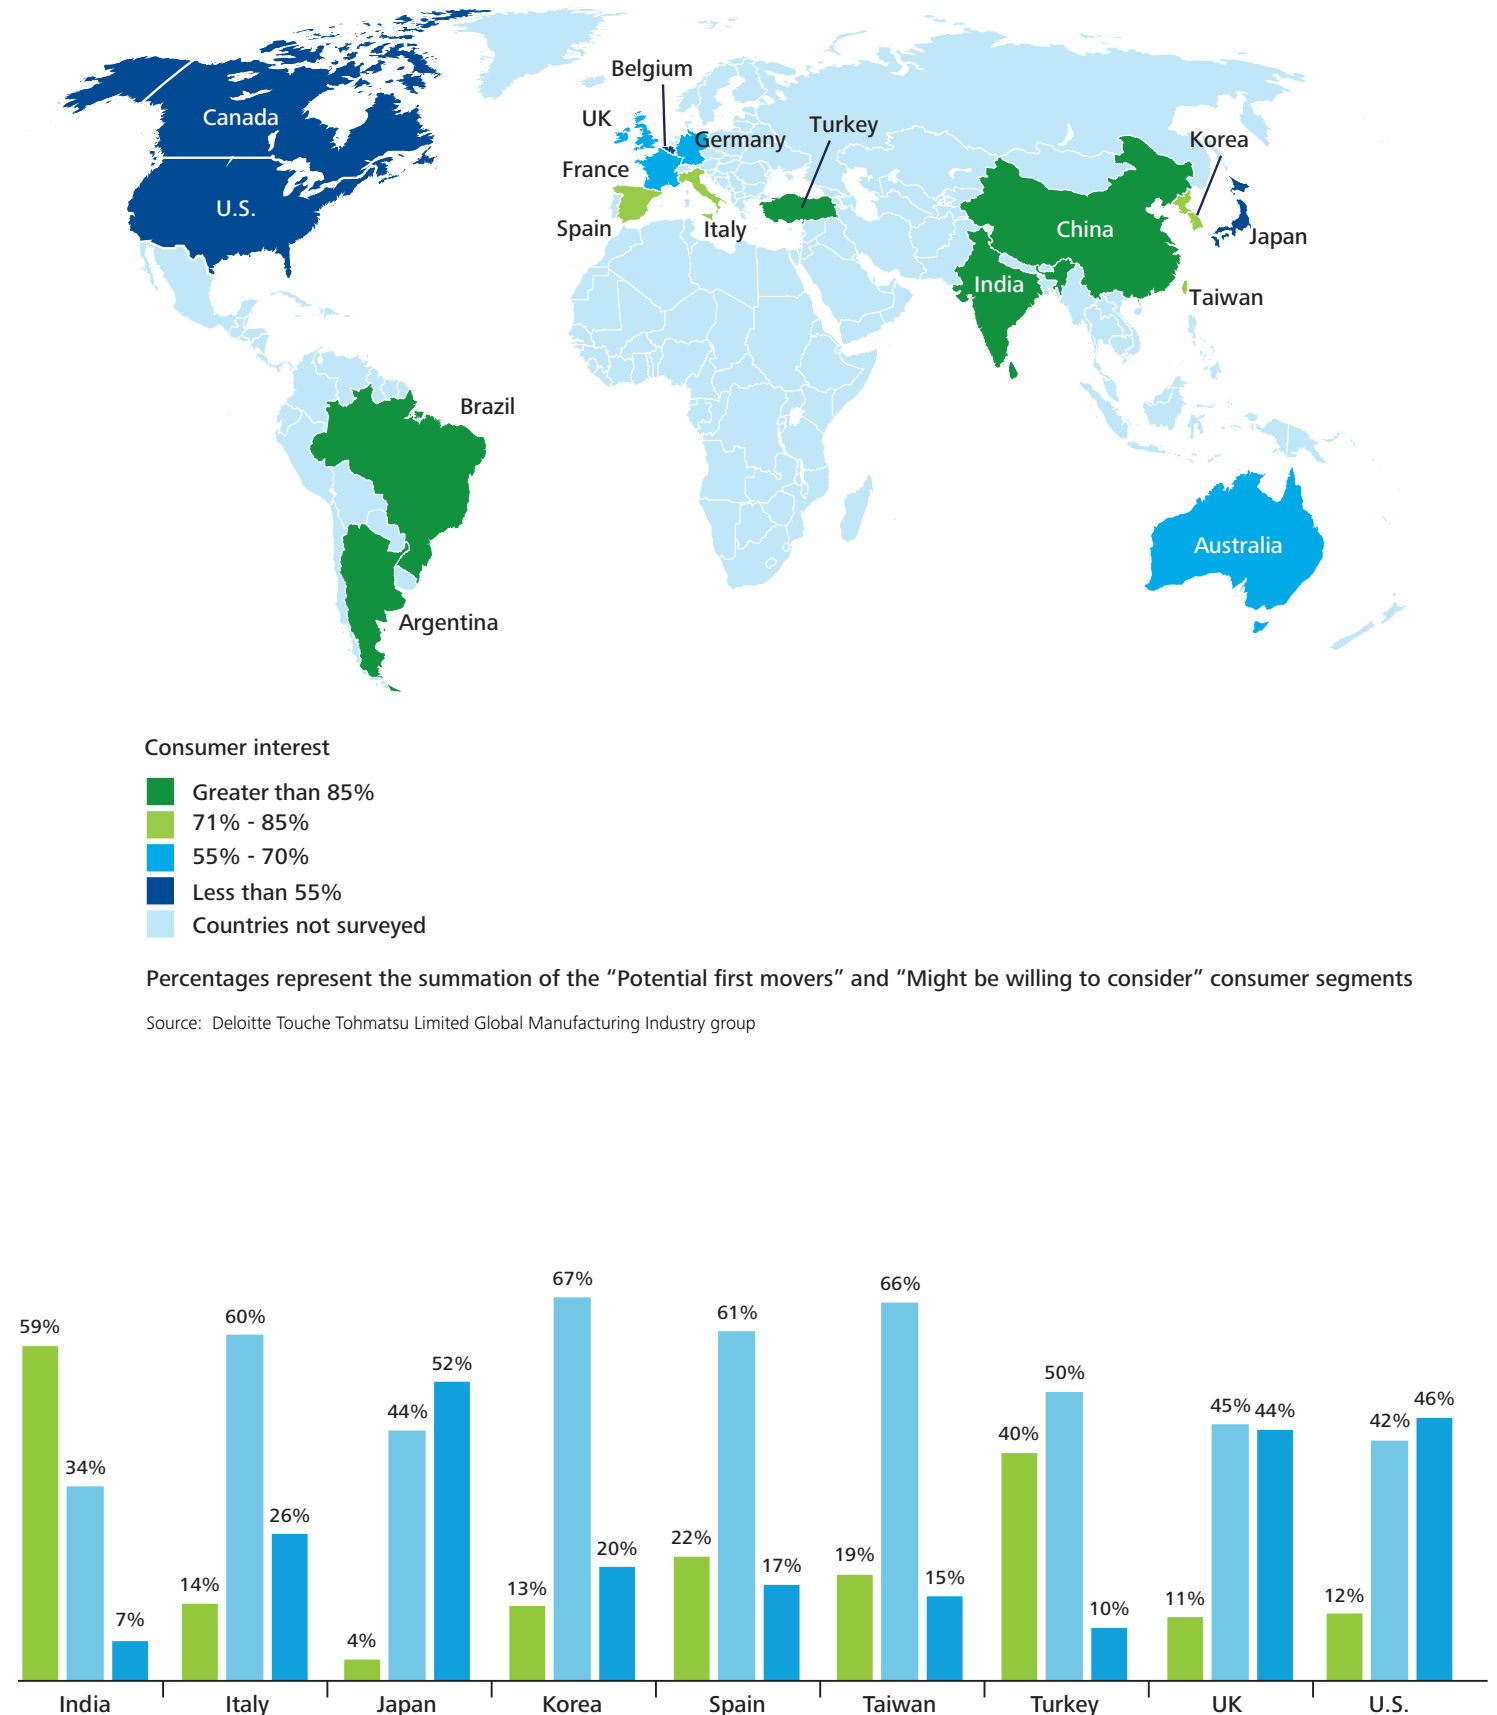 Belgium
UK
Canada
Germany
Turkey
Korea
France
U.S.
Spain
Italy
China
Japan
India
Taiwan
Brazil
Australia
Argentina
Consumer interest
Greater than 85%
71% - 85%
55% - 70%
Less than 55%
Countries not surveyed
Percentages represent the summation of the “Potential first movers” and “Might be willing to consider” consumer segments
Source: Deloitte Touche Tohmatsu Limited Global Manufacturing Industry group
59% 34% 7%
14% 60% 26%
4% 44% 52%
13% 67% 20%
22% 61% 17%
19% 66% 15%
40% 50% 10%
11% 45% 44%
12% 42% 46%
India Italy Japan Korea Spain Taiwan Turkey UK U.S.